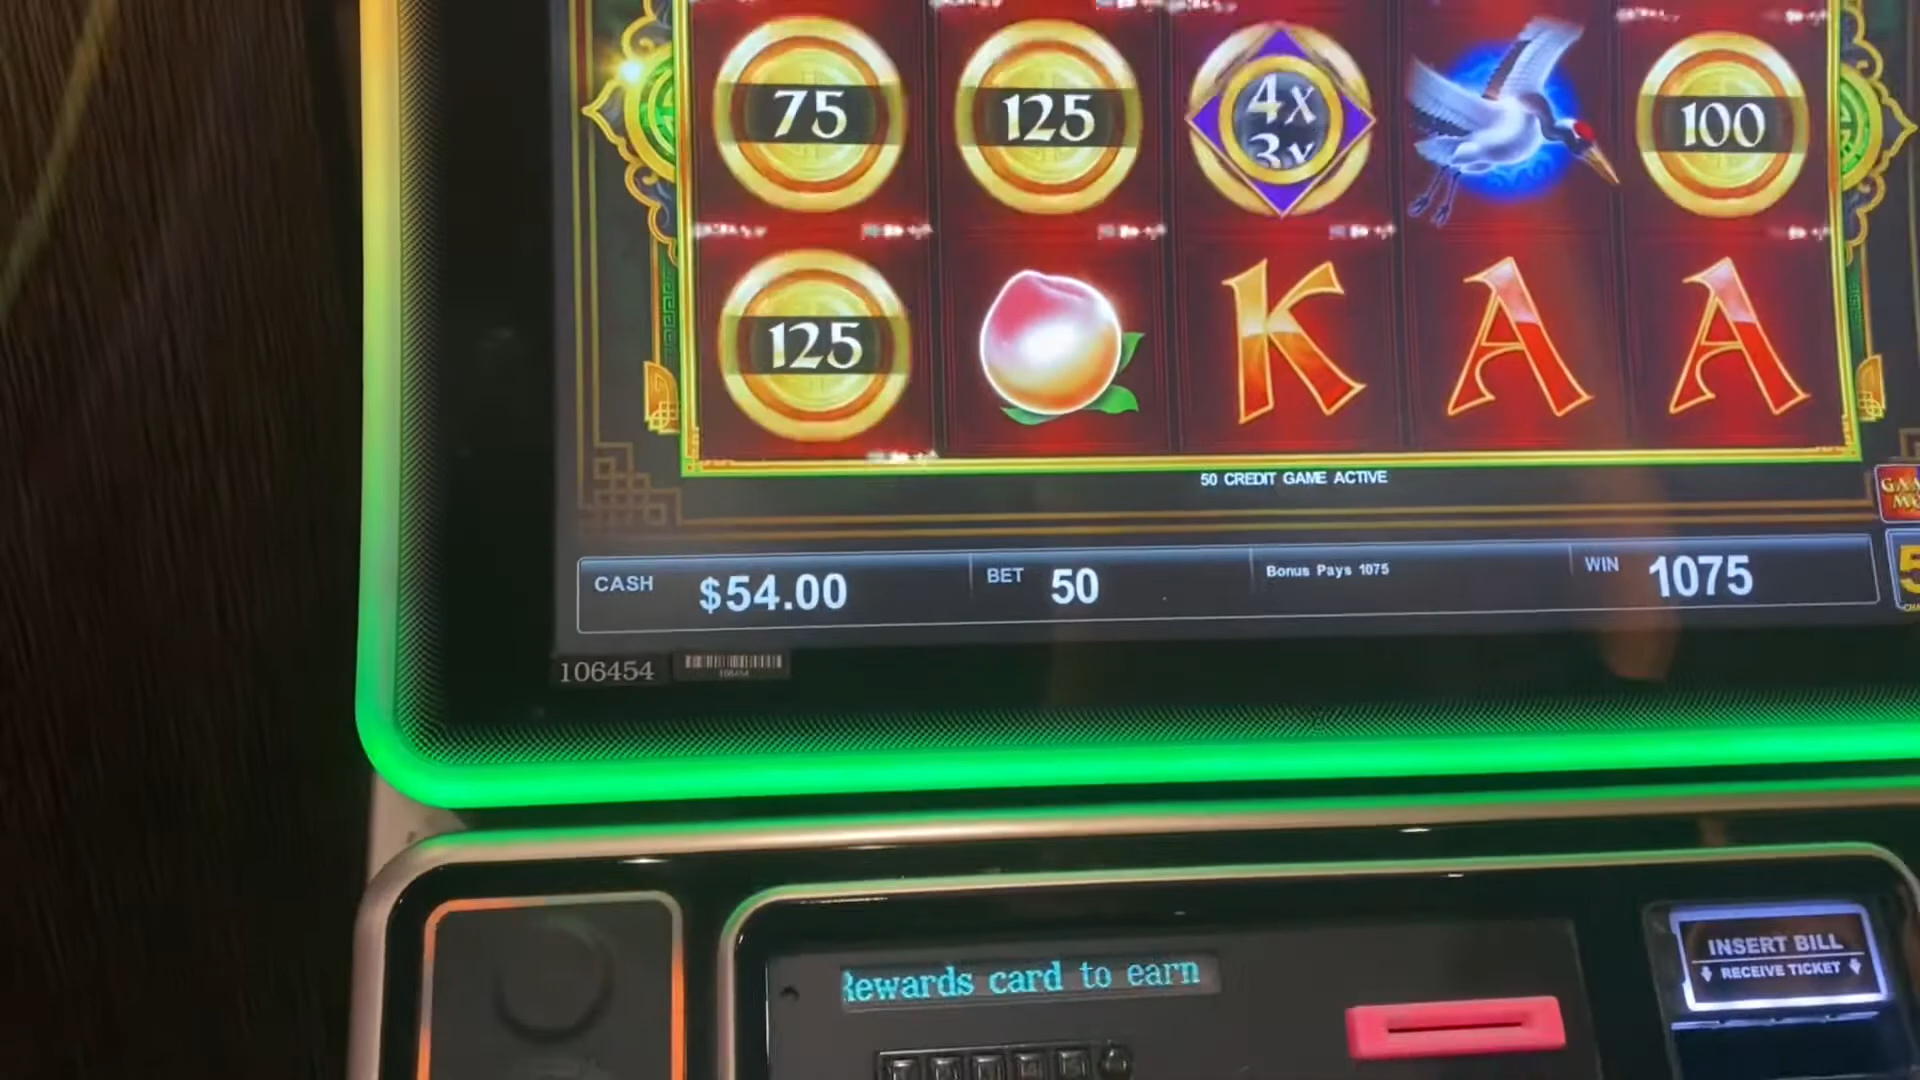 75 125 4x 100
3x
125 K A A
50 CREDIT GAME ACTIVE
CASH $54.00 BET 50 Bonus Pays 1075 WIN 1075
106454
Rewards card to earn
INSERT BILL
RECEIVE TICKET